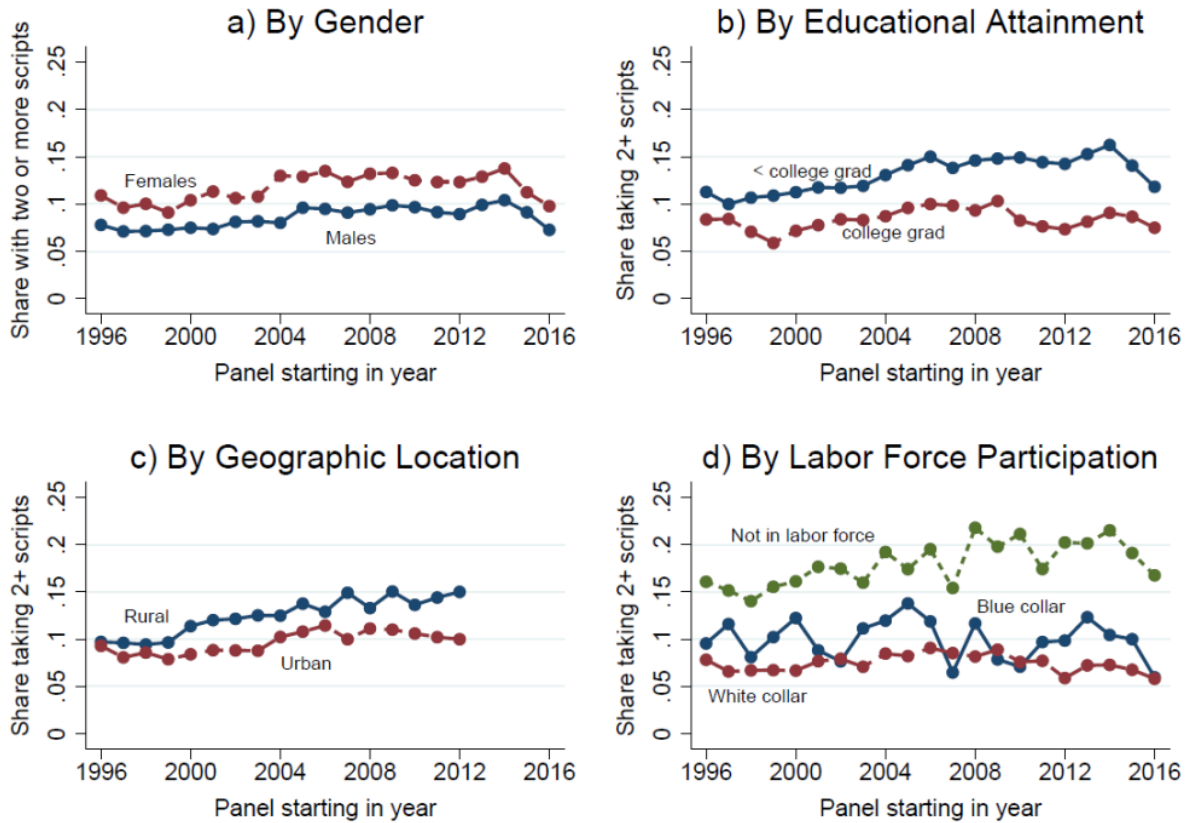 a) By Gender
Share with two or more scripts
.25
.2
.15
.1
.05
0
Females
Males
1996 2000 2004 2008 2012 2016
Panel starting in year
b) By Educational Attainment
Share taking 2+ scripts
.25
.2
.15
.1
.05
0
< college grad
college grad
1996 2000 2004 2008 2012 2016
Panel starting in year
c) By Geographic Location
Share taking 2+ scripts
.25
.2
.15
.1
.05
0
Rural
Urban
1996 2000 2004 2008 2012 2016
Panel starting in year
d) By Labor Force Participation
Share taking 2+ scripts
.25
.2
.15
.1
.05
0
Not in labor force
Blue collar
White collar
1996 2000 2004 2008 2012 2016
Panel starting in year